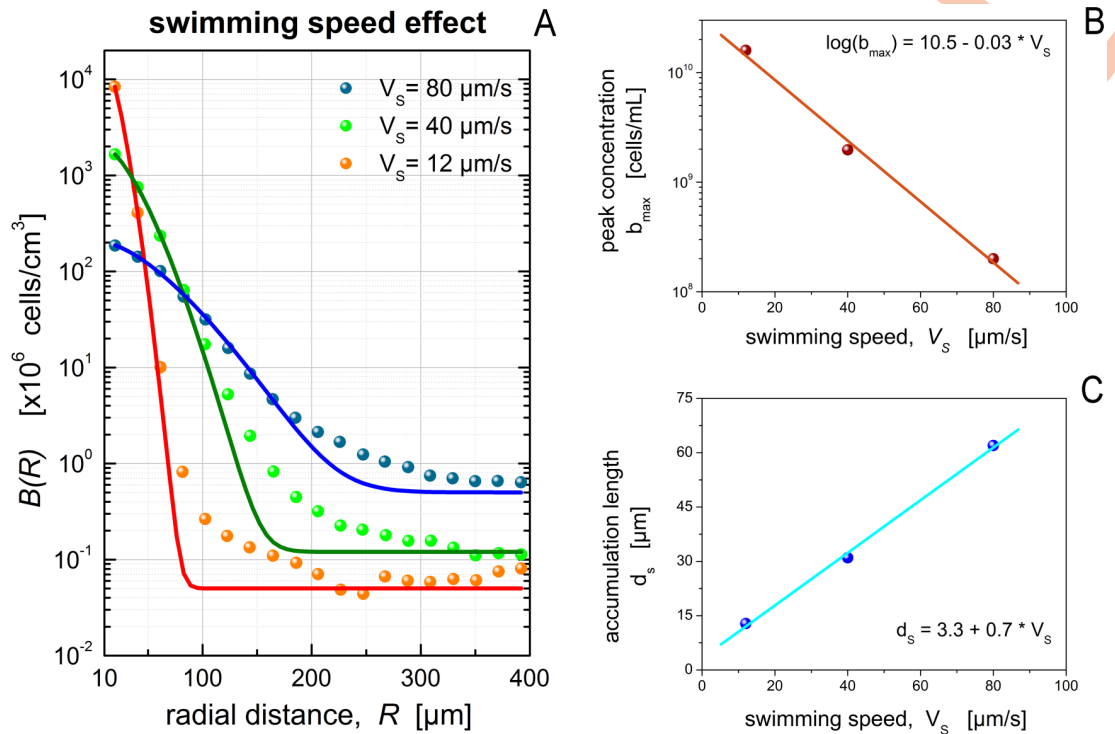 swimming speed effect
A
V_S = 80 µm/s
V_S = 40 µm/s
V_S = 12 µm/s
B(R) [x10^6 cells/cm^3]
10^4
10^3
10^2
10^1
10^0
10^-1
10^-2
10
100
200
300
400
radial distance, R [µm]
B
log(b_max) = 10.5 - 0.03 * V_S
peak concentration
b_max [cells/mL]
10^10
10^9
10^8
0
20
40
60
80
100
swimming speed, V_S [µm/s]
C
accumulation length
d_s [µm]
75
60
45
30
15
0
d_S = 3.3 + 0.7 * V_S
0
20
40
60
80
100
swimming speed, V_S [µm/s]